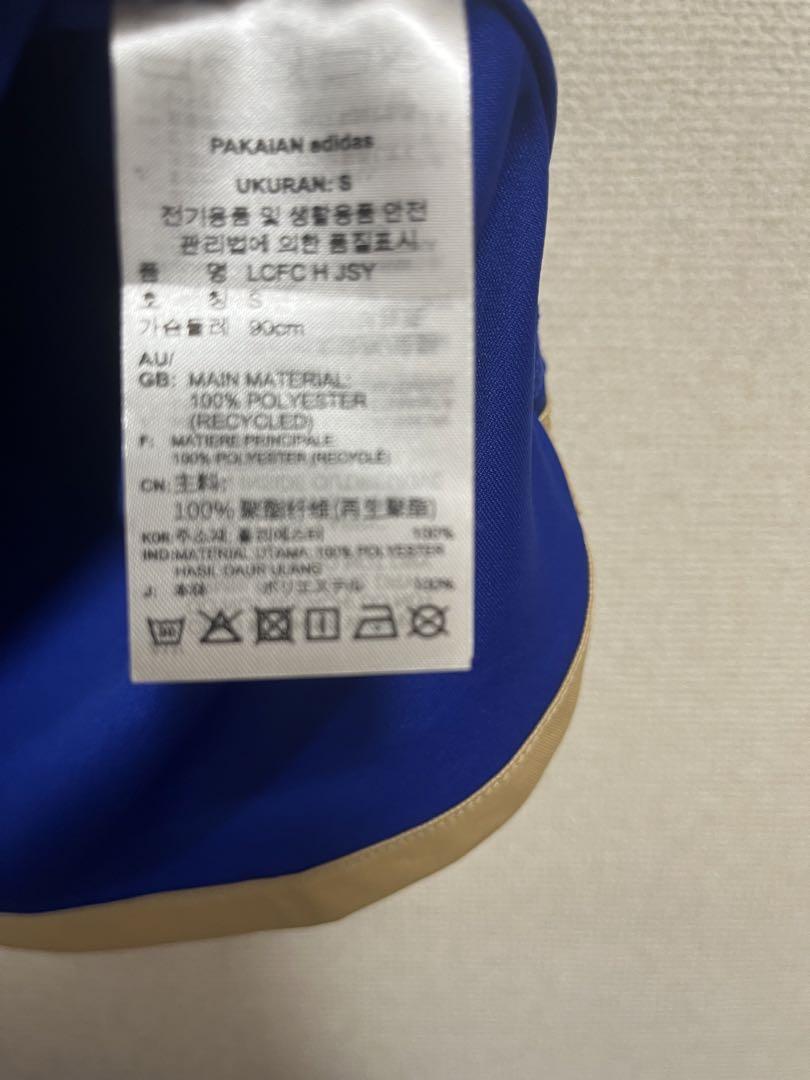 PAKAIAN adidas
UKURAN: S
전기용품 및 생활용품 안전
관리법에 의한 품질표시
품 명 LCFC H JSY
호 칭 S
가슴둘레 90cm
AU/
GB: MAIN MATERIAL:
100% POLYESTER
(RECYCLED)
F: MATIERE PRINCIPALE:
100% POLYESTER (RECYCLÉ)
CN: 主料:
100% 聚酯纤维(再生聚酯)
KOR 주소재: 폴리에스터 100%
IND: MATERIAL UTAMA: 100% POLYESTER
HASIL DAUR ULANG
J: 本体 ポリエステル 100%